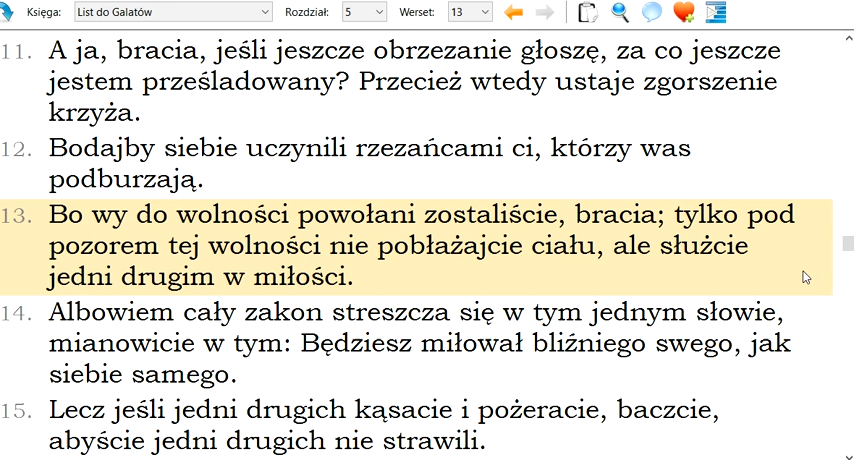 Księga: List do Galatów Rozdział: 5 Werset: 13
11. A ja, bracia, jeśli jeszcze obrzezanie głoszę, za co jeszcze
jestem prześladowany? Przecież wtedy ustaje zgorszenie
krzyża.
12. Bodajby siebie uczynili rzezańcami ci, którzy was
podburzają.
13. Bo wy do wolności powołani zostaliście, bracia; tylko pod
pozorem tej wolności nie pobłażajcie ciału, ale służcie
jedni drugim w miłości.
14. Albowiem cały zakon streszcza się w tym jednym słowie,
mianowicie w tym: Będziesz miłował bliźniego swego, jak
siebie samego.
15. Lecz jeśli jedni drugich kąsacie i pożeracie, baczcie,
abyście jedni drugich nie strawili.